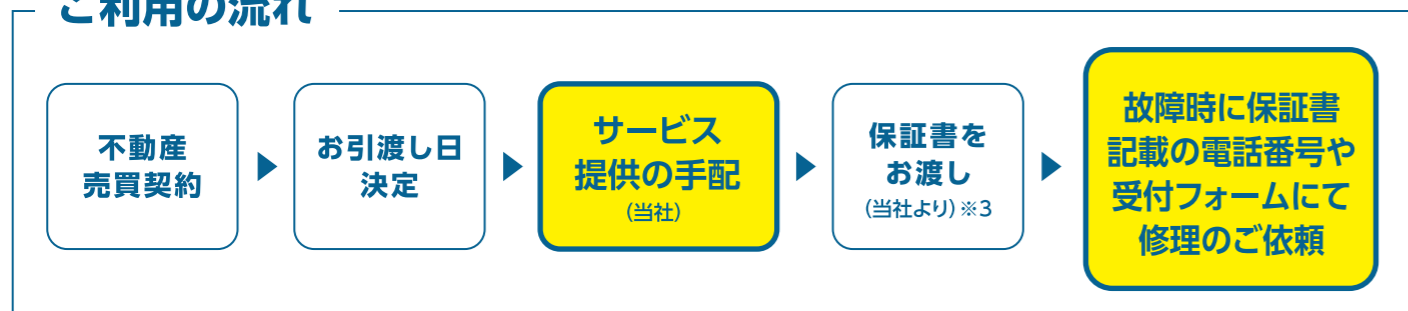 ご利用の流れ
不動産
売買契約
お引渡し日
決定
サービス
提供の手配
(当社)
保証書を
お渡し
(当社より)※3
故障時に保証書
記載の電話番号や
受付フォームにて
修理のご依頼